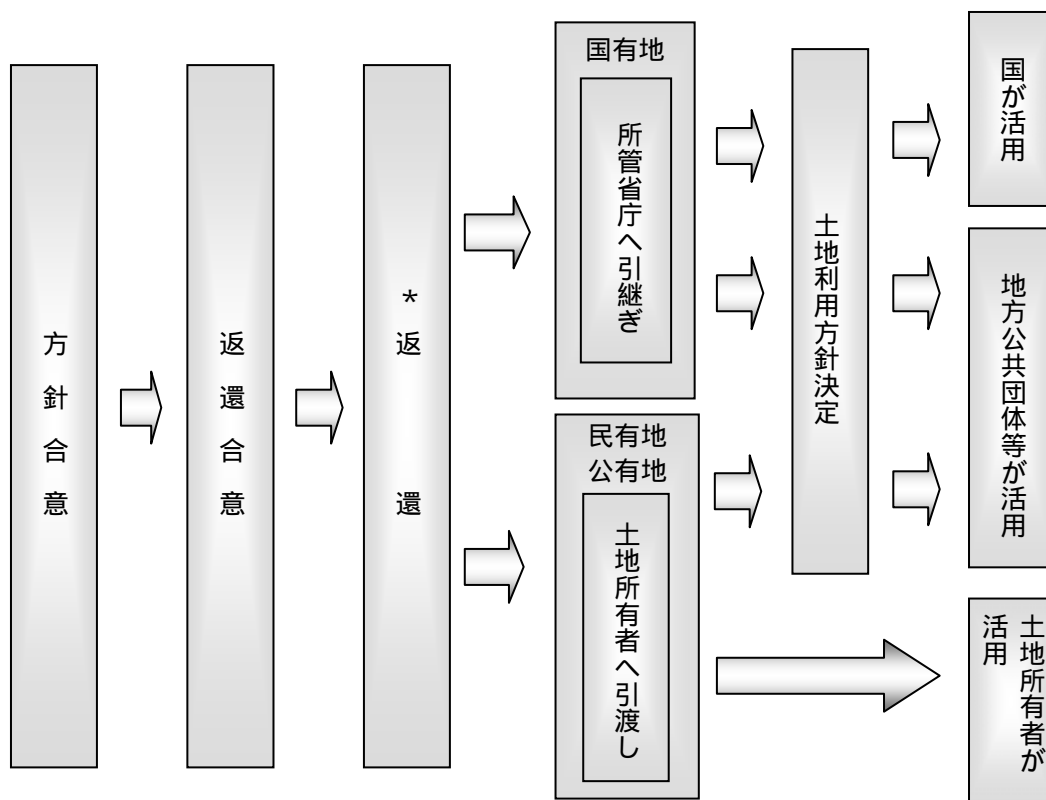 方針合意
返還合意
*返還
国有地
所管省庁へ引継ぎ
民有地
公有地
土地所有者へ引渡し
土地利用方針決定
国が活用
地方公共団体等が活用
土地所有者が
活用